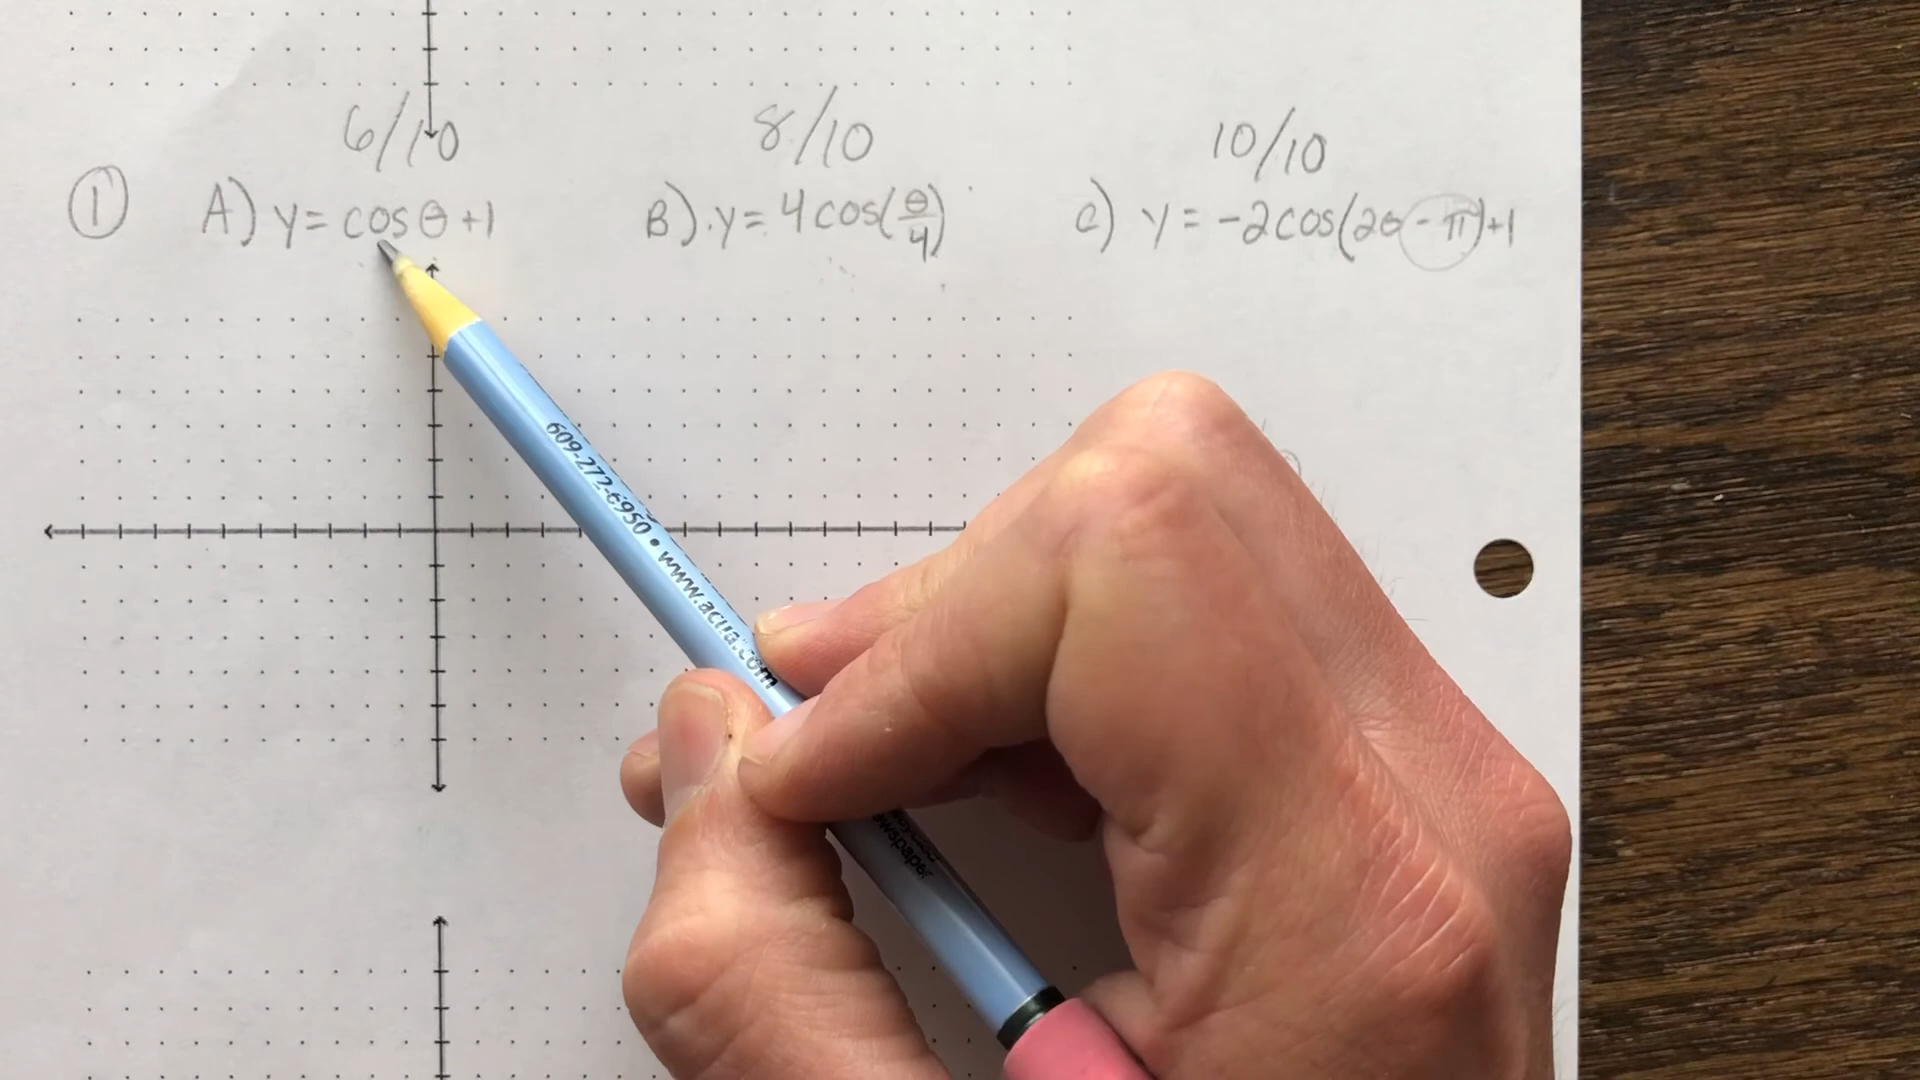 6/10 8/10 10/10
① A) y = cosθ +1 B). y = 4cos(θ/4) C) y = -2cos(2θ - π)+1
609-272-6950 • www.acua.com